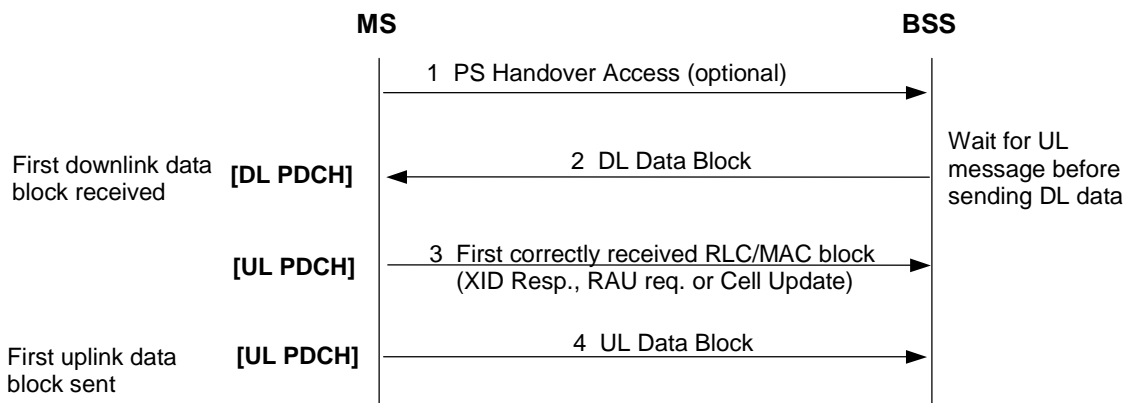 MS
BSS
1 PS Handover Access (optional)
First downlink data
block received
[DL PDCH]
2 DL Data Block
Wait for UL
message before
sending DL data
[UL PDCH]
3 First correctly received RLC/MAC block
(XID Resp., RAU req. or Cell Update)
First uplink data
block sent
[UL PDCH]
4 UL Data Block